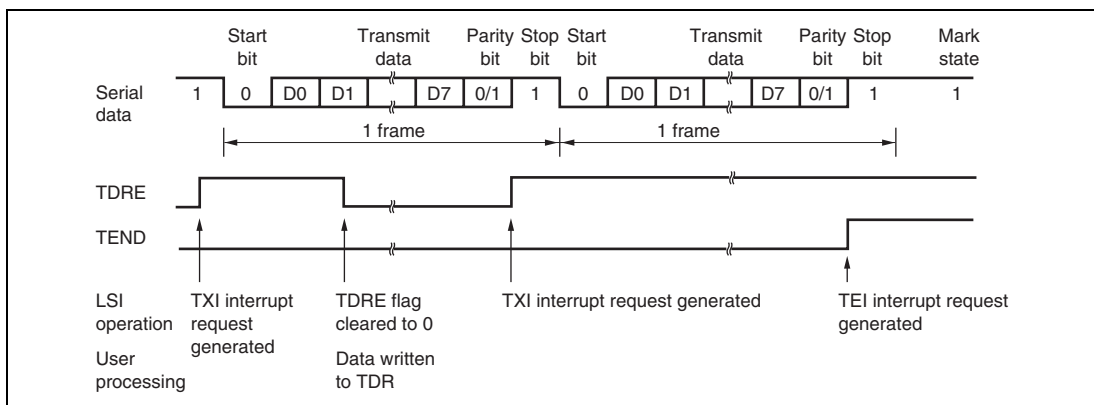 Start bit Transmit data Parity bit Stop bit Start bit Transmit data Parity bit Stop bit Mark state
Serial data 1 0 D0 D1 D7 0/1 1 0 D0 D1 D7 0/1 1 1
1 frame 1 frame
TDRE
TEND
LSI operation TXI interrupt request generated TDRE flag cleared to 0 TXI interrupt request generated TEI interrupt request generated
User processing Data written to TDR